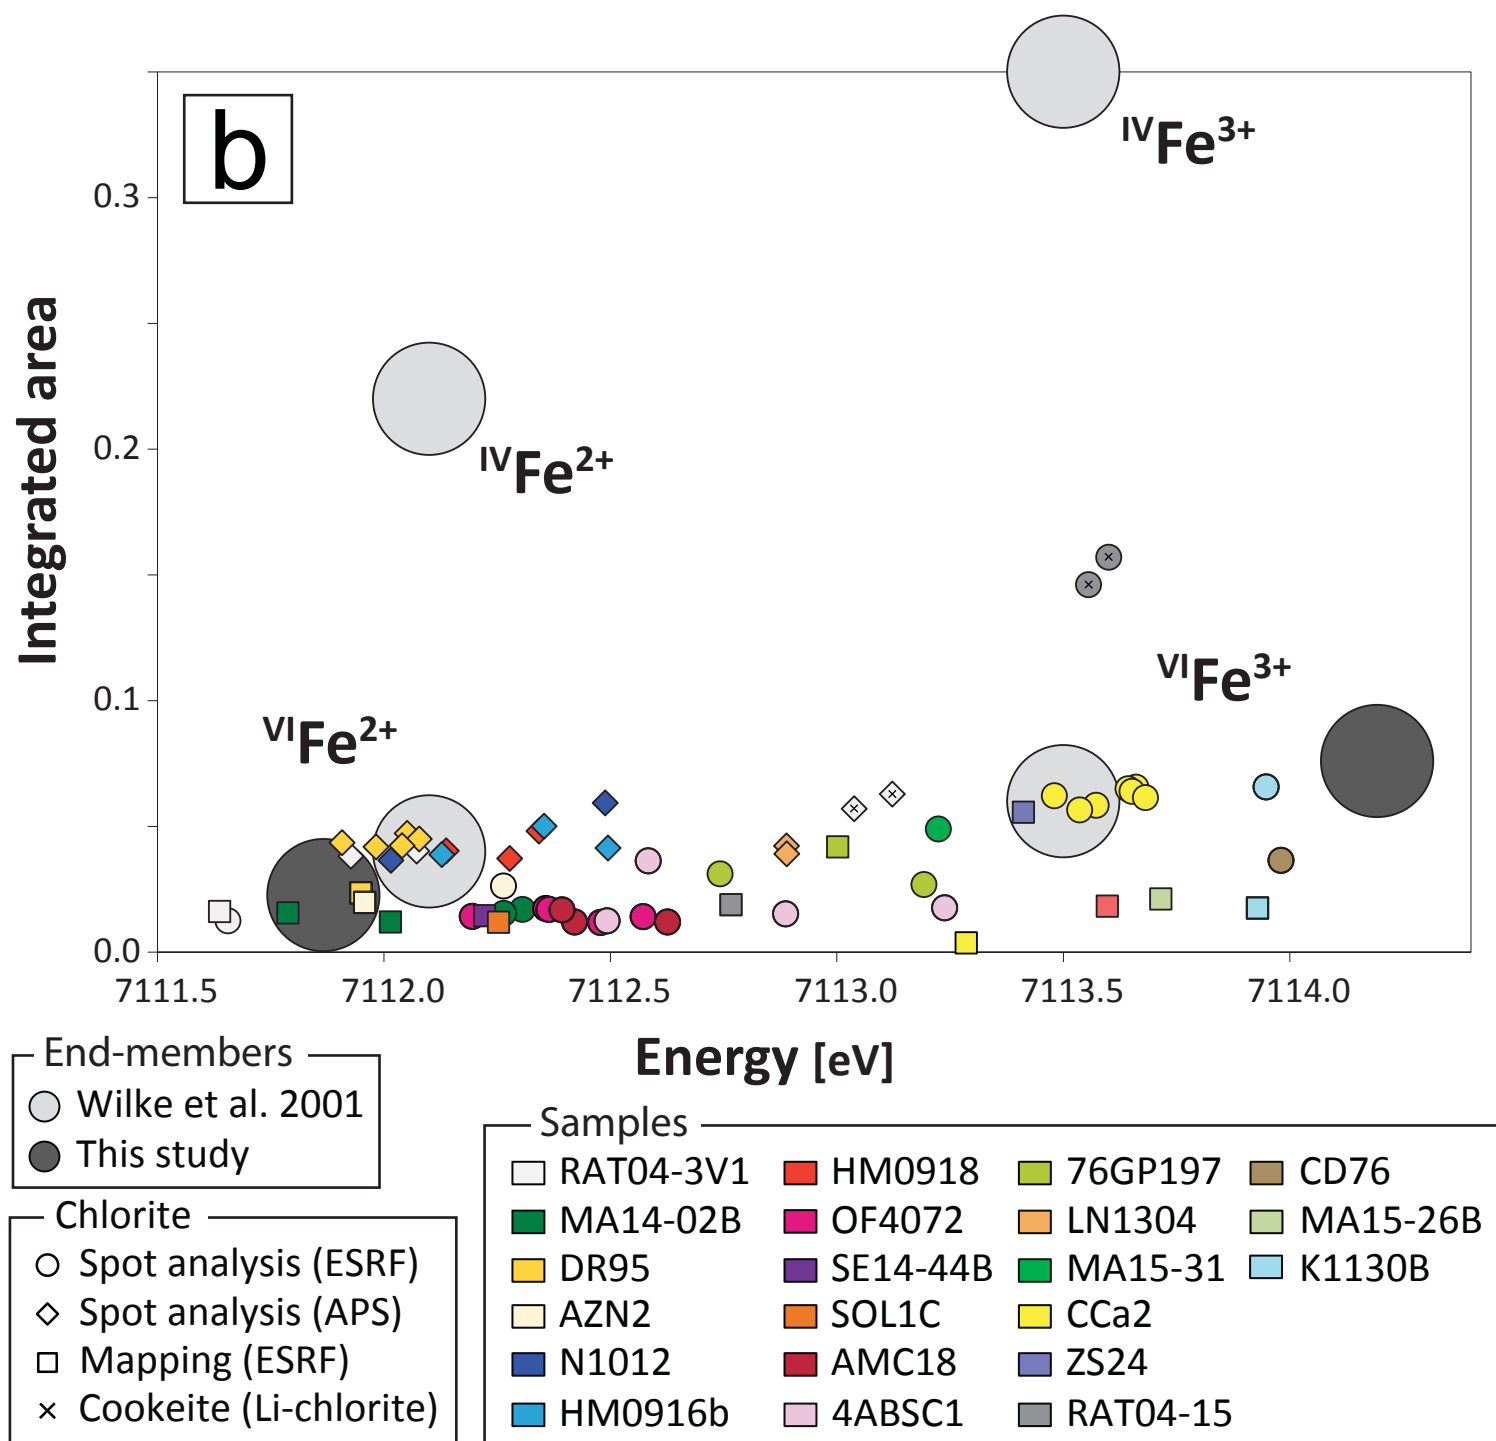 b
IVFe3+
0.3
Integrated area
0.2
IVFe2+
VIFe3+
0.1
VIFe2+
0.0
7111.5 7112.0 7112.5 7113.0 7113.5 7114.0
Energy [eV]
End-members
Wilke et al. 2001
This study
Chlorite
Spot analysis (ESRF)
Spot analysis (APS)
Mapping (ESRF)
Cookeite (Li-chlorite)
Samples
RAT04-3V1 HM0918 76GP197 CD76
MA14-02B OF4072 LN1304 MA15-26B
DR95 SE14-44B MA15-31 K1130B
AZN2 SOL1C CCa2
N1012 AMC18 ZS24
HM0916b 4ABSC1 RAT04-15